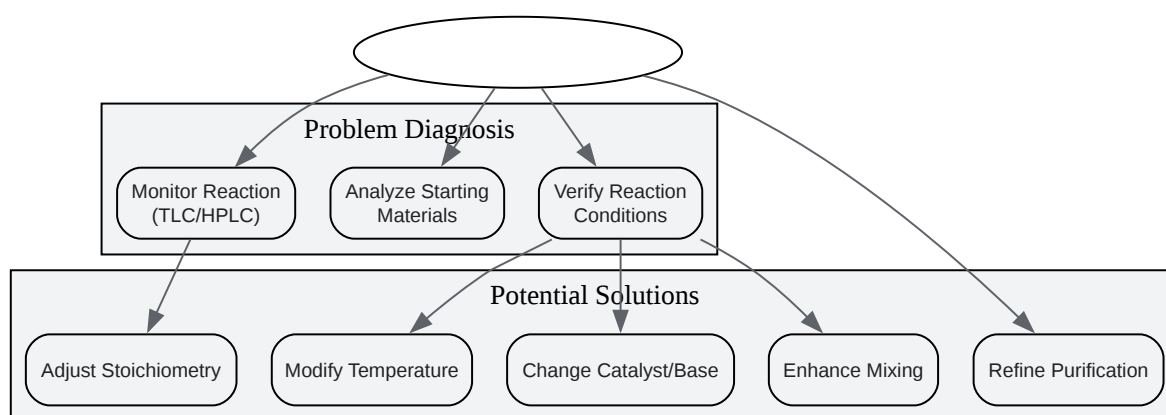 Problem Diagnosis
Monitor Reaction
(TLC/HPLC)
Analyze Starting
Materials
Verify Reaction
Conditions
Potential Solutions
Adjust Stoichiometry
Modify Temperature
Change Catalyst/Base
Enhance Mixing
Refine Purification